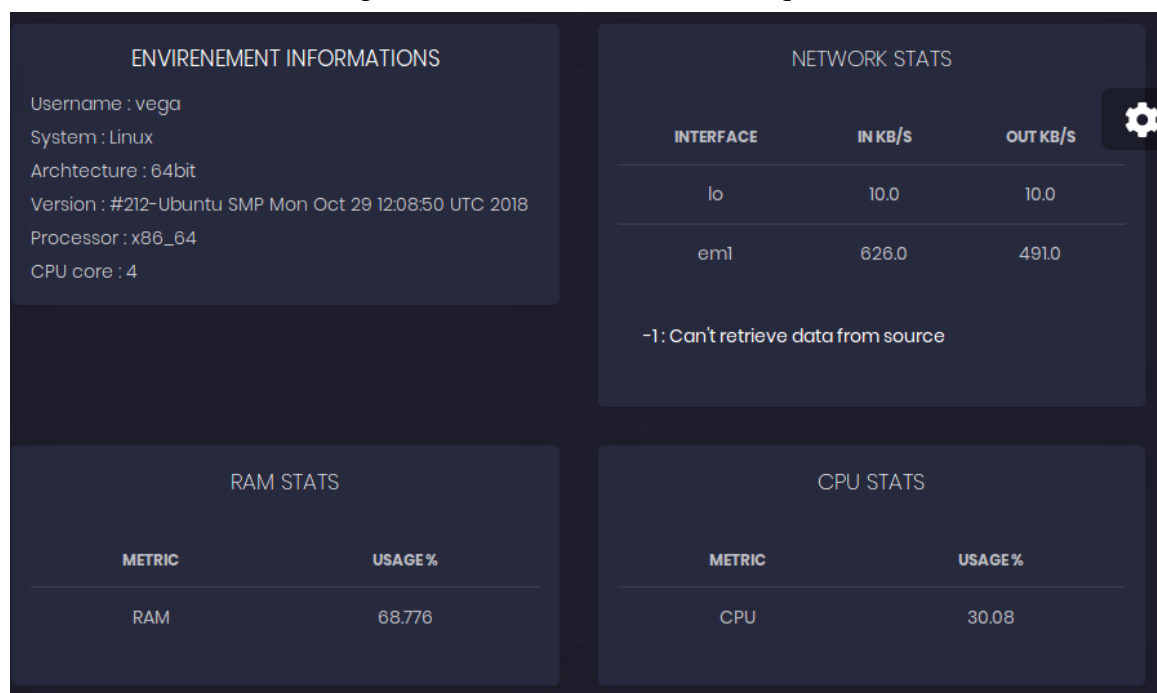 ENVIRENEMENT INFORMATIONS
Username : vega
System : Linux
Archtecture : 64bit
Version : #212-Ubuntu SMP Mon Oct 29 12:08:50 UTC 2018
Processor : x86_64
CPU core : 4
NETWORK STATS
INTERFACE IN KB/S OUT KB/S
lo 10.0 10.0
em1 626.0 491.0
-1 : Can't retrieve data from source
RAM STATS
METRIC USAGE %
RAM 68.776
CPU STATS
METRIC USAGE %
CPU 30.08